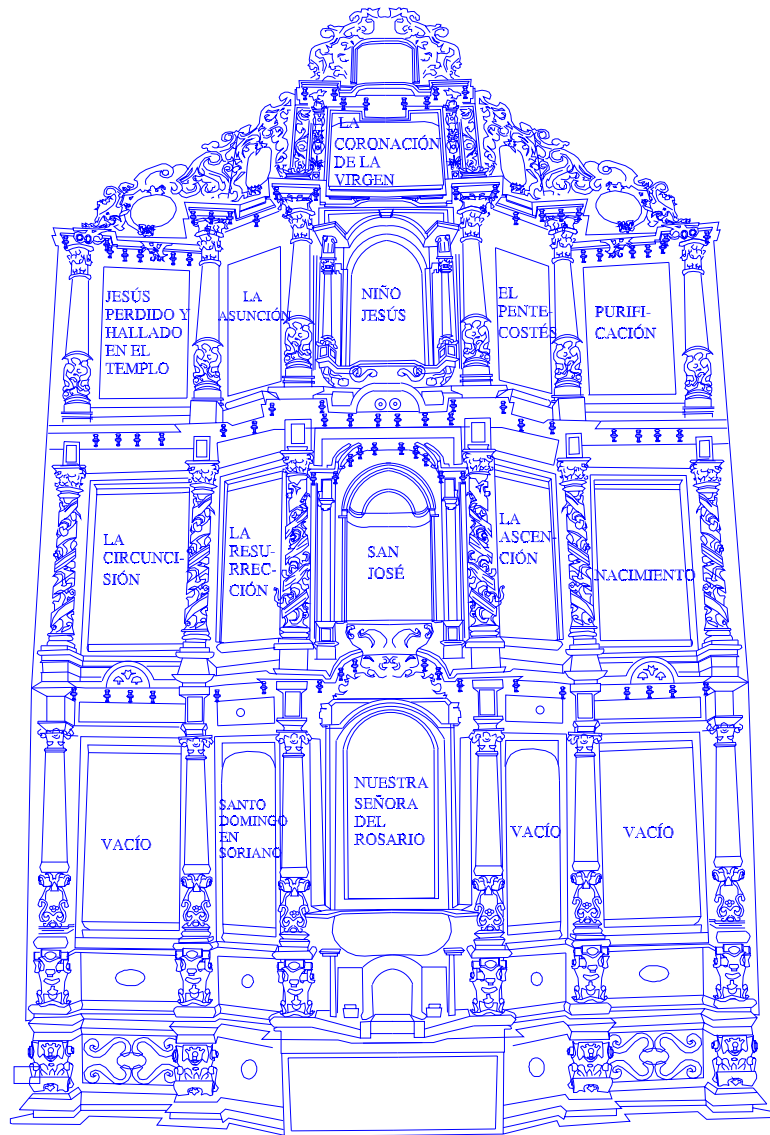 LA
CORONACIÓN
DE LA
VIRGEN
JESÚS
PERDIDO Y
HALLADO
EN EL
TEMPLO
LA
ASUNCIÓN
NIÑO
JESÚS
EL
PENTE-
COSTÉS
PURIFI-
CACIÓN
LA
CIRCUNCI-
SIÓN
LA
RESU-
RREC-
CIÓN
SAN
JOSÉ
LA
ASCEN-
CIÓN
NACIMIENTO
VACÍO
SANTO
DOMINGO
EN
SORIANO
NUESTRA
SEÑORA
DEL
ROSARIO
VACÍO
VACÍO